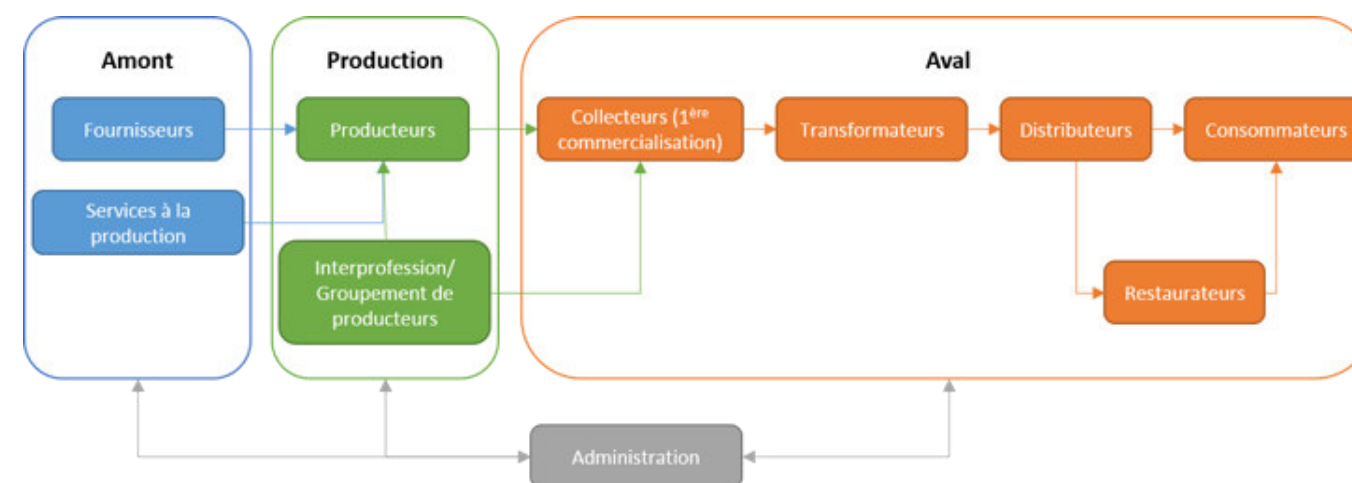 Amont
Production
Aval
Fournisseurs
Producteurs
Collecteurs (1ère
commercialisation)
Transformateurs
Distributeurs
Consommateurs
Services à la
production
Interprofession/
Groupement de
producteurs
Restaurateurs
Administration